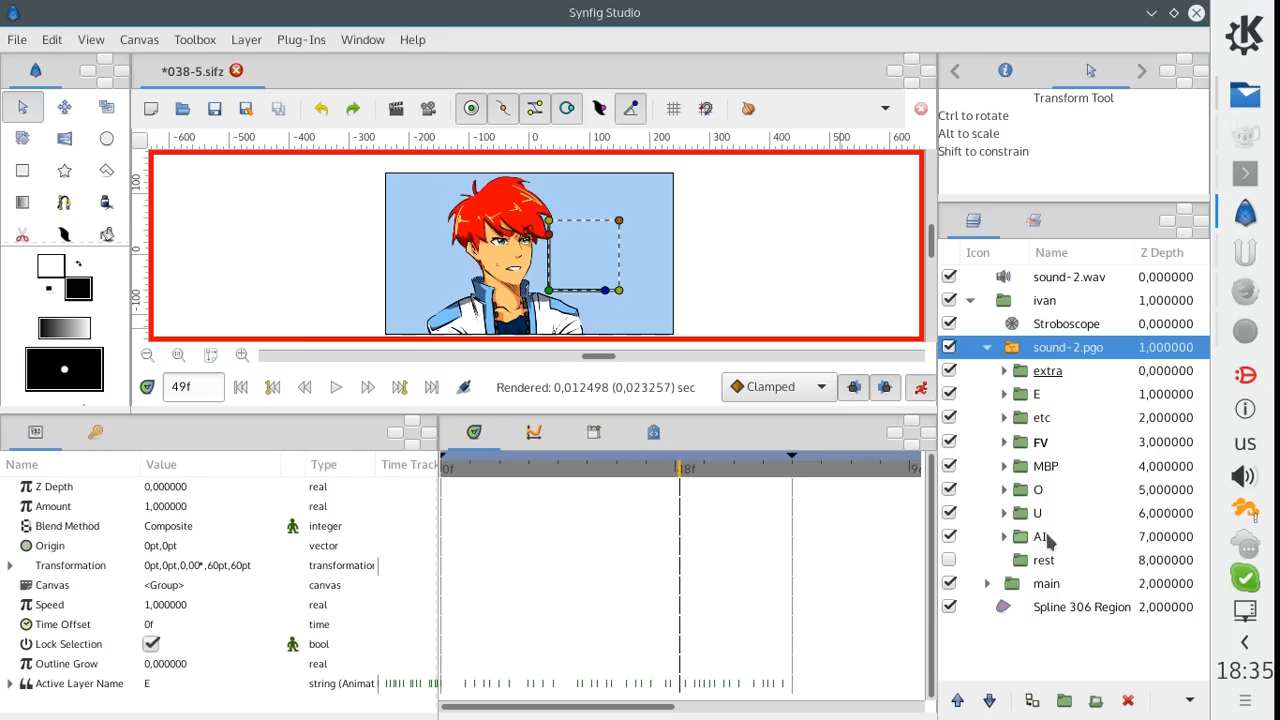 Synfig Studio
File Edit View Canvas Toolbox Layer Plug-Ins Window Help
*038-5.sifz
Transform Tool
Ctrl to rotate
Alt to scale
Shift to constrain
-600 -500 -400 -300 -200 -100 0 100 200 300 400 500 600
100
0
-100
Icon Name Z Depth
sound-2.wav 0,000000
ivan 1,000000
Stroboscope 0,000000
sound-2.pgo 1,000000
extra 0,000000
E 1,000000
etc 2,000000
FV 3,000000
MBP 4,000000
O 5,000000
U 6,000000
AI 7,000000
rest 8,000000
main 2,000000
Spline 306 Region 2,000000
49f
Rendered: 0,012498 (0,023257) sec
Clamped
Name Value Type Time Track
0f 48f
Z Depth 0,000000 real
Amount 1,000000 real
Blend Method Composite integer
Origin 0pt,0pt vector
Transformation 0pt,0pt,0,00°,60pt,60pt transformatio
Canvas <Group> canvas
Speed 1,000000 real
Time Offset 0f time
Lock Selection bool
Outline Grow 0,000000 real
Active Layer Name E string (Animat
us
18:35